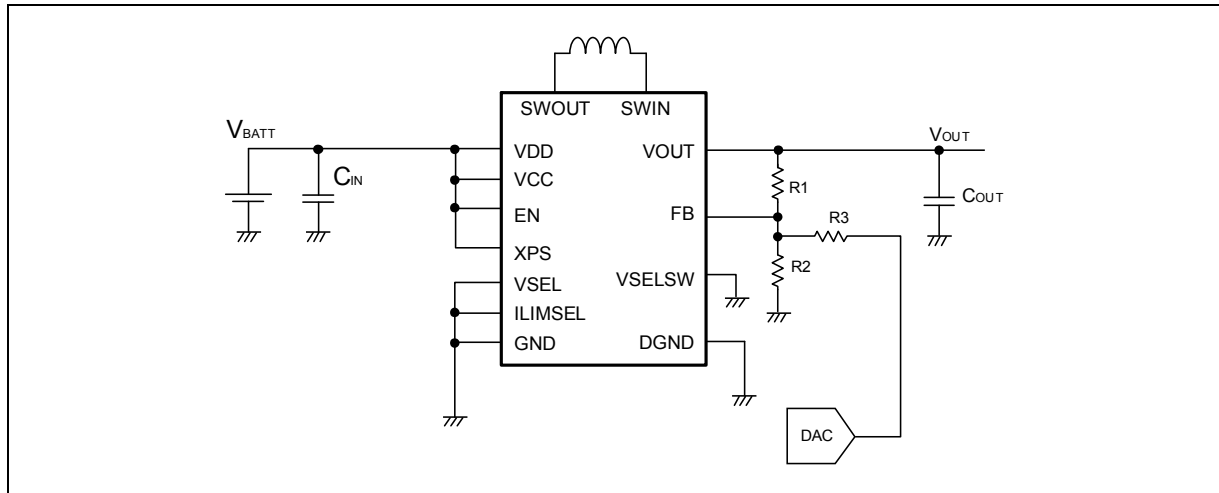 SWOUT SWIN
VBATT
CIN
VDD
VCC
EN
XPS
VSEL
ILIMSEL
GND
VOUT
FB
VSELSW
DGND
R1
R2
R3
VOUT
COUT
DAC